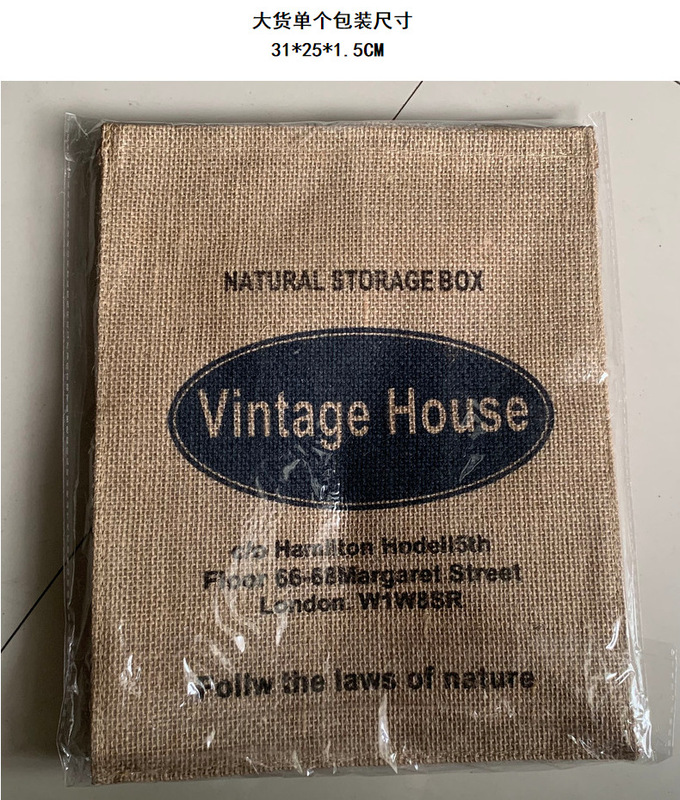 大货单个包装尺寸
31*25*1.5CM
NATURAL STORAGE BOX
Vintage House
c/o Hamilton Hodell5th
Floor 66-68Margaret Street
London. W1W8SR
Follw the laws of nature